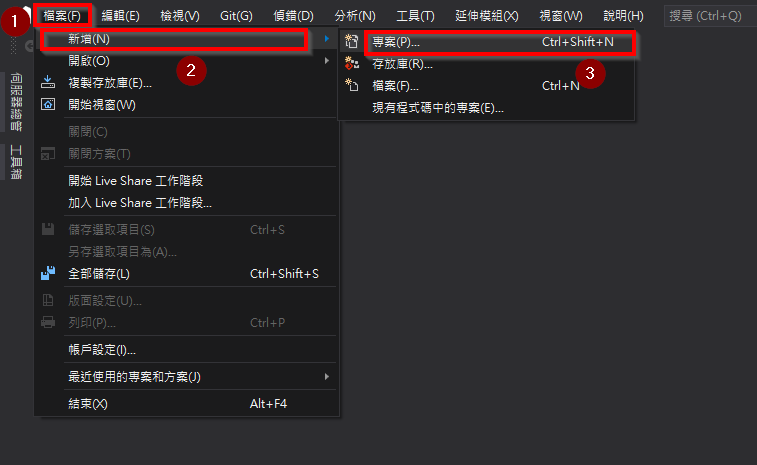 1 檔案(F) 編輯(E) 檢視(V) Git(G) 偵錯(D) 分析(N) 工具(T) 延伸模組(X) 視窗(W) 說明(H) 搜尋 (Ctrl+Q)
伺服器總管
工具箱
新增(N)
2
開啟(O)
複製存放庫(E)...
開始視窗(W)
關閉(C)
關閉方案(T)
開始 Live Share 工作階段
加入 Live Share 工作階段...
儲存選取項目(S) Ctrl+S
另存選取項目為(A)...
全部儲存(L) Ctrl+Shift+S
版面設定(U)...
列印(P)... Ctrl+P
帳戶設定(I)...
最近使用的專案和方案(J)
結束(X) Alt+F4
專案(P)... Ctrl+Shift+N
3
存放庫(R)...
檔案(F)... Ctrl+N
現有程式碼中的專案(E)...